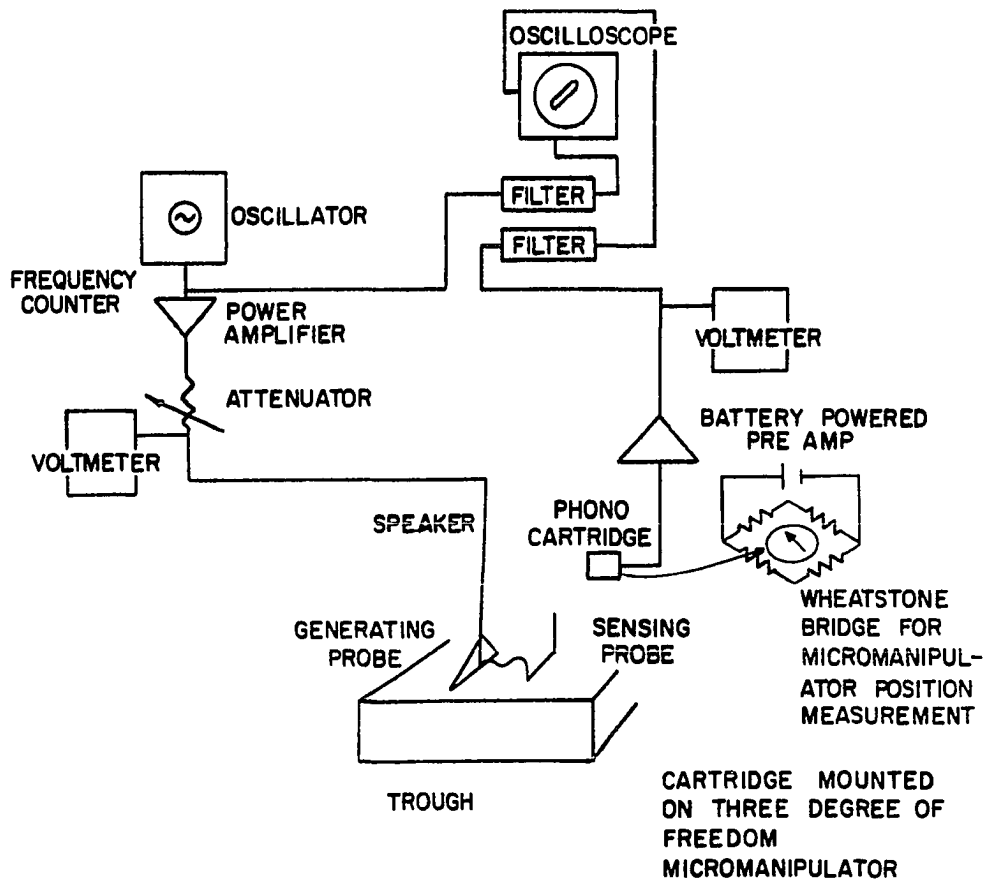 OSCILLOSCOPE
FILTER
OSCILLATOR
FILTER
FREQUENCY
COUNTER
POWER
AMPLIFIER
VOLTMETER
ATTENUATOR
BATTERY POWERED
PRE AMP
VOLTMETER
PHONO
CARTRIDGE
SPEAKER
WHEATSTONE
BRIDGE FOR
MICROMANIPUL-
ATOR POSITION
MEASUREMENT
GENERATING
PROBE
SENSING
PROBE
TROUGH
CARTRIDGE MOUNTED
ON THREE DEGREE OF
FREEDOM
MICROMANIPULATOR